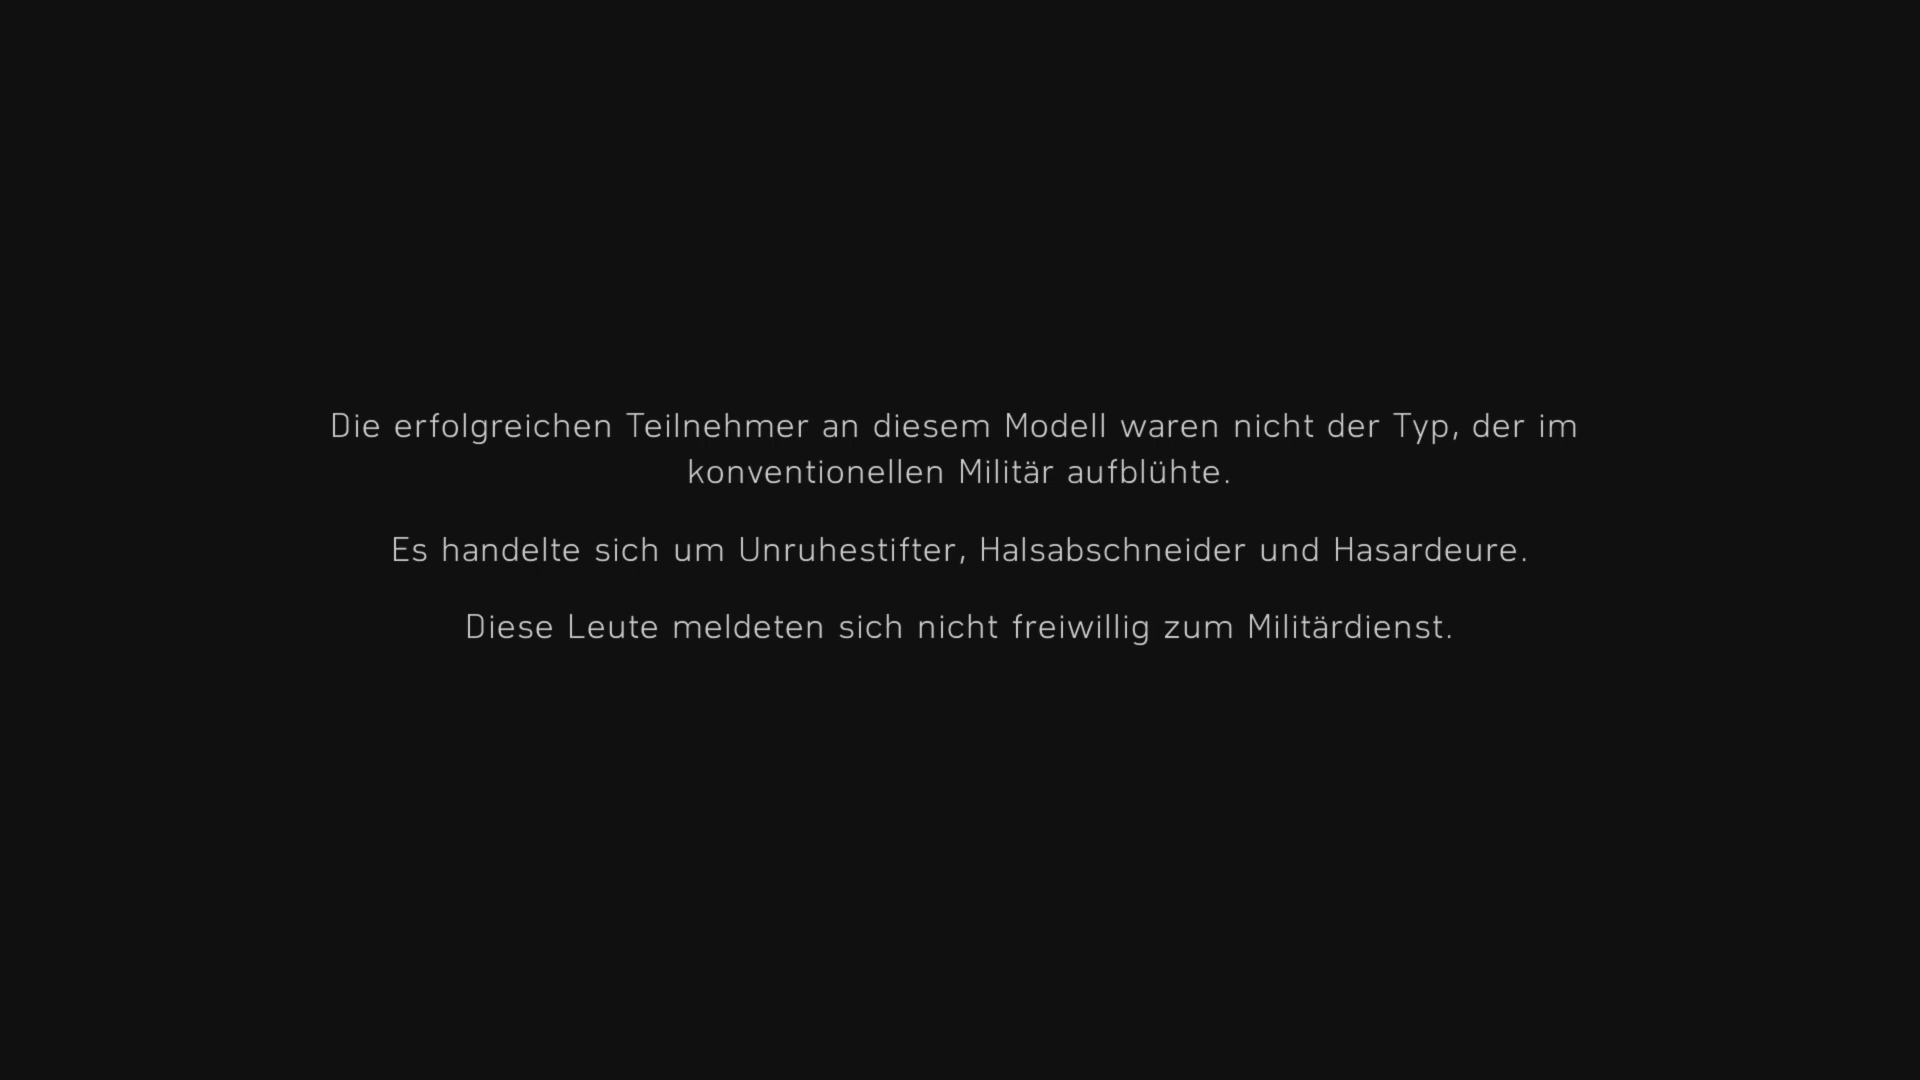 Die erfolgreichen Teilnehmer an diesem Modell waren nicht der Typ, der im
konventionellen Militär aufblühte.
Es handelte sich um Unruhestifter, Halsabschneider und Hasardeure.
Diese Leute meldeten sich nicht freiwillig zum Militärdienst.